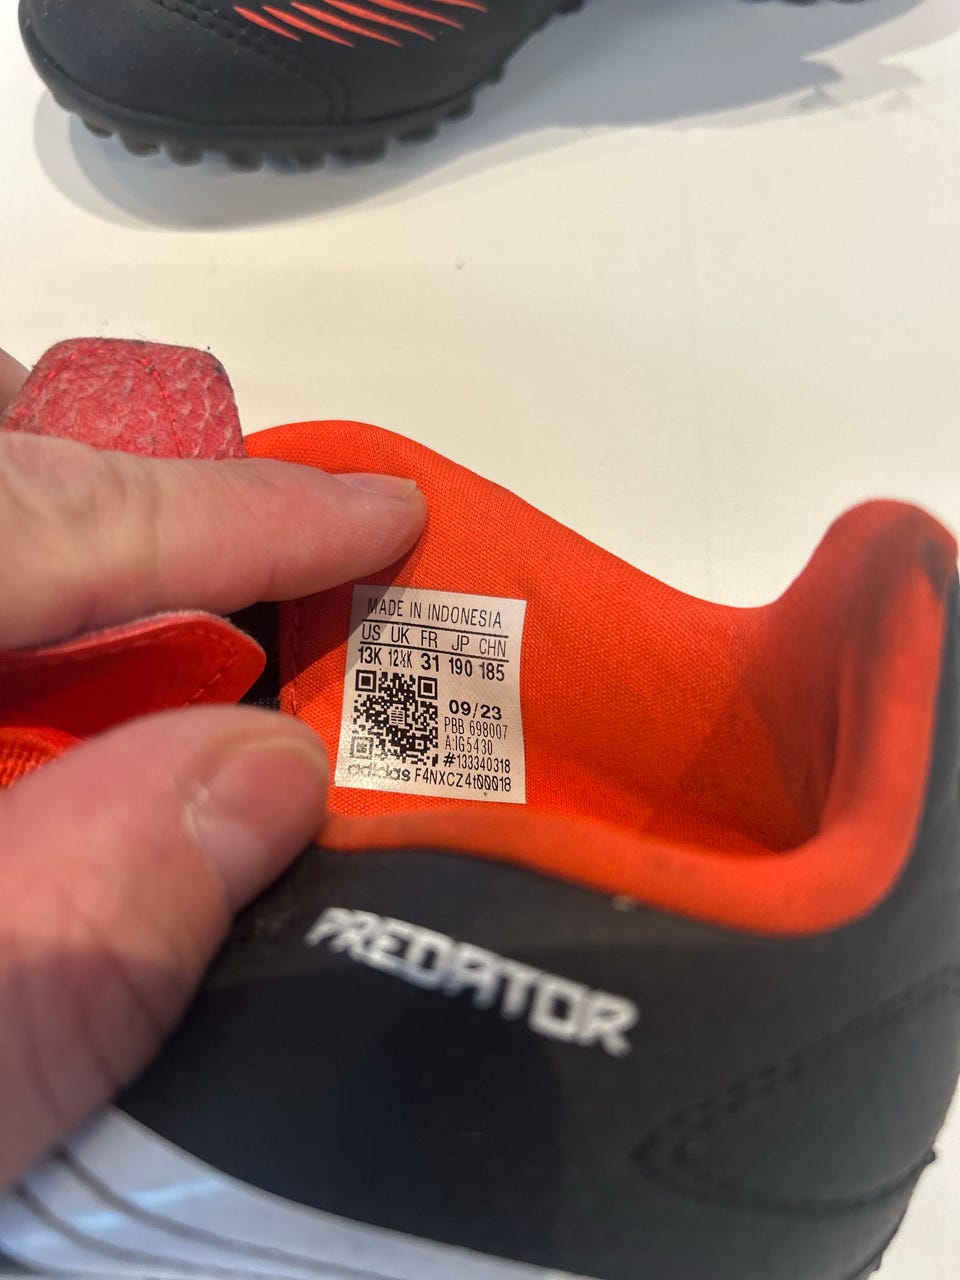 MADE IN INDONESIA
US UK FR JP CHN
13K 12½K 31 190 185
09/23
PBB 698007
A:IG5430
#133340318
adidas F4NXCZ4t00018
PREDATOR